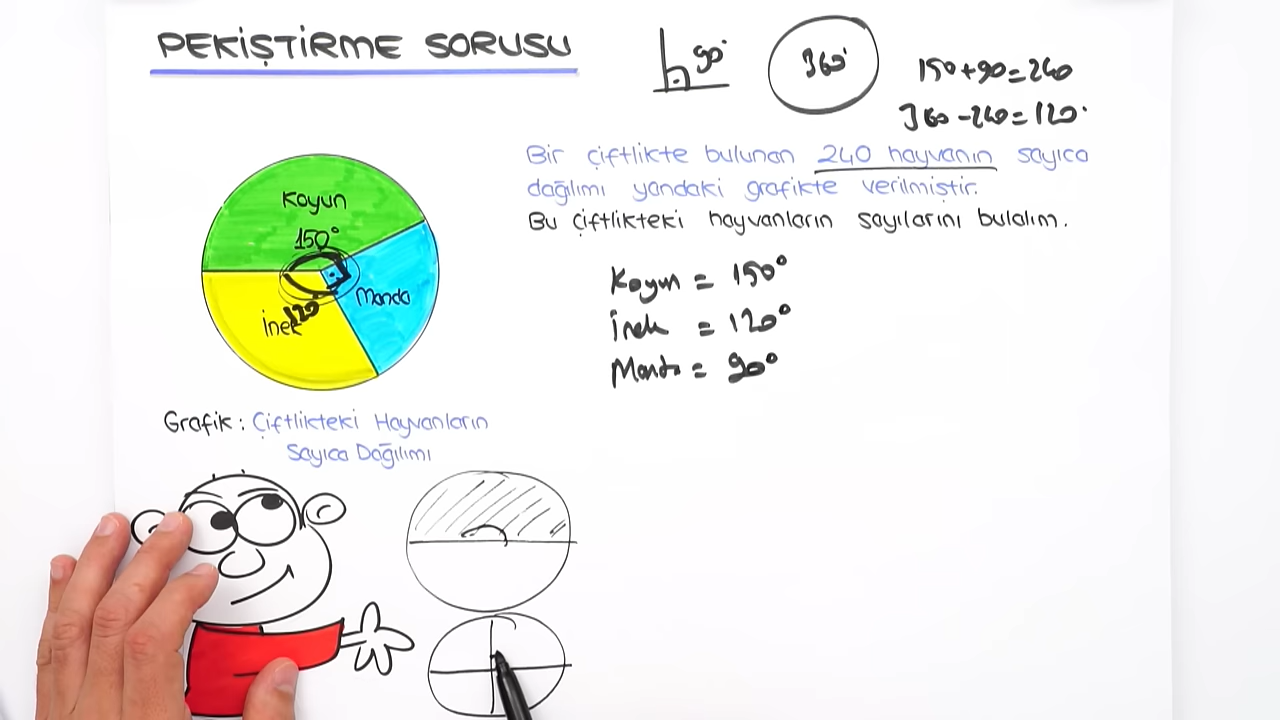 PEKİŞTİRME SORUSU
90°
360°
150+90=240
360-240=120°
Bir çiftlikte bulunan 240 hayvanın sayıca
dağılımı yandaki grafikte verilmiştir.
Bu çiftlikteki hayvanların sayılarını bulalım.
Koyun
150°
Manda
120
İnek
Koyun = 150°
İnek = 120°
Manda = 90°
Grafik: Çiftlikteki Hayvanların
Sayıca Dağılımı